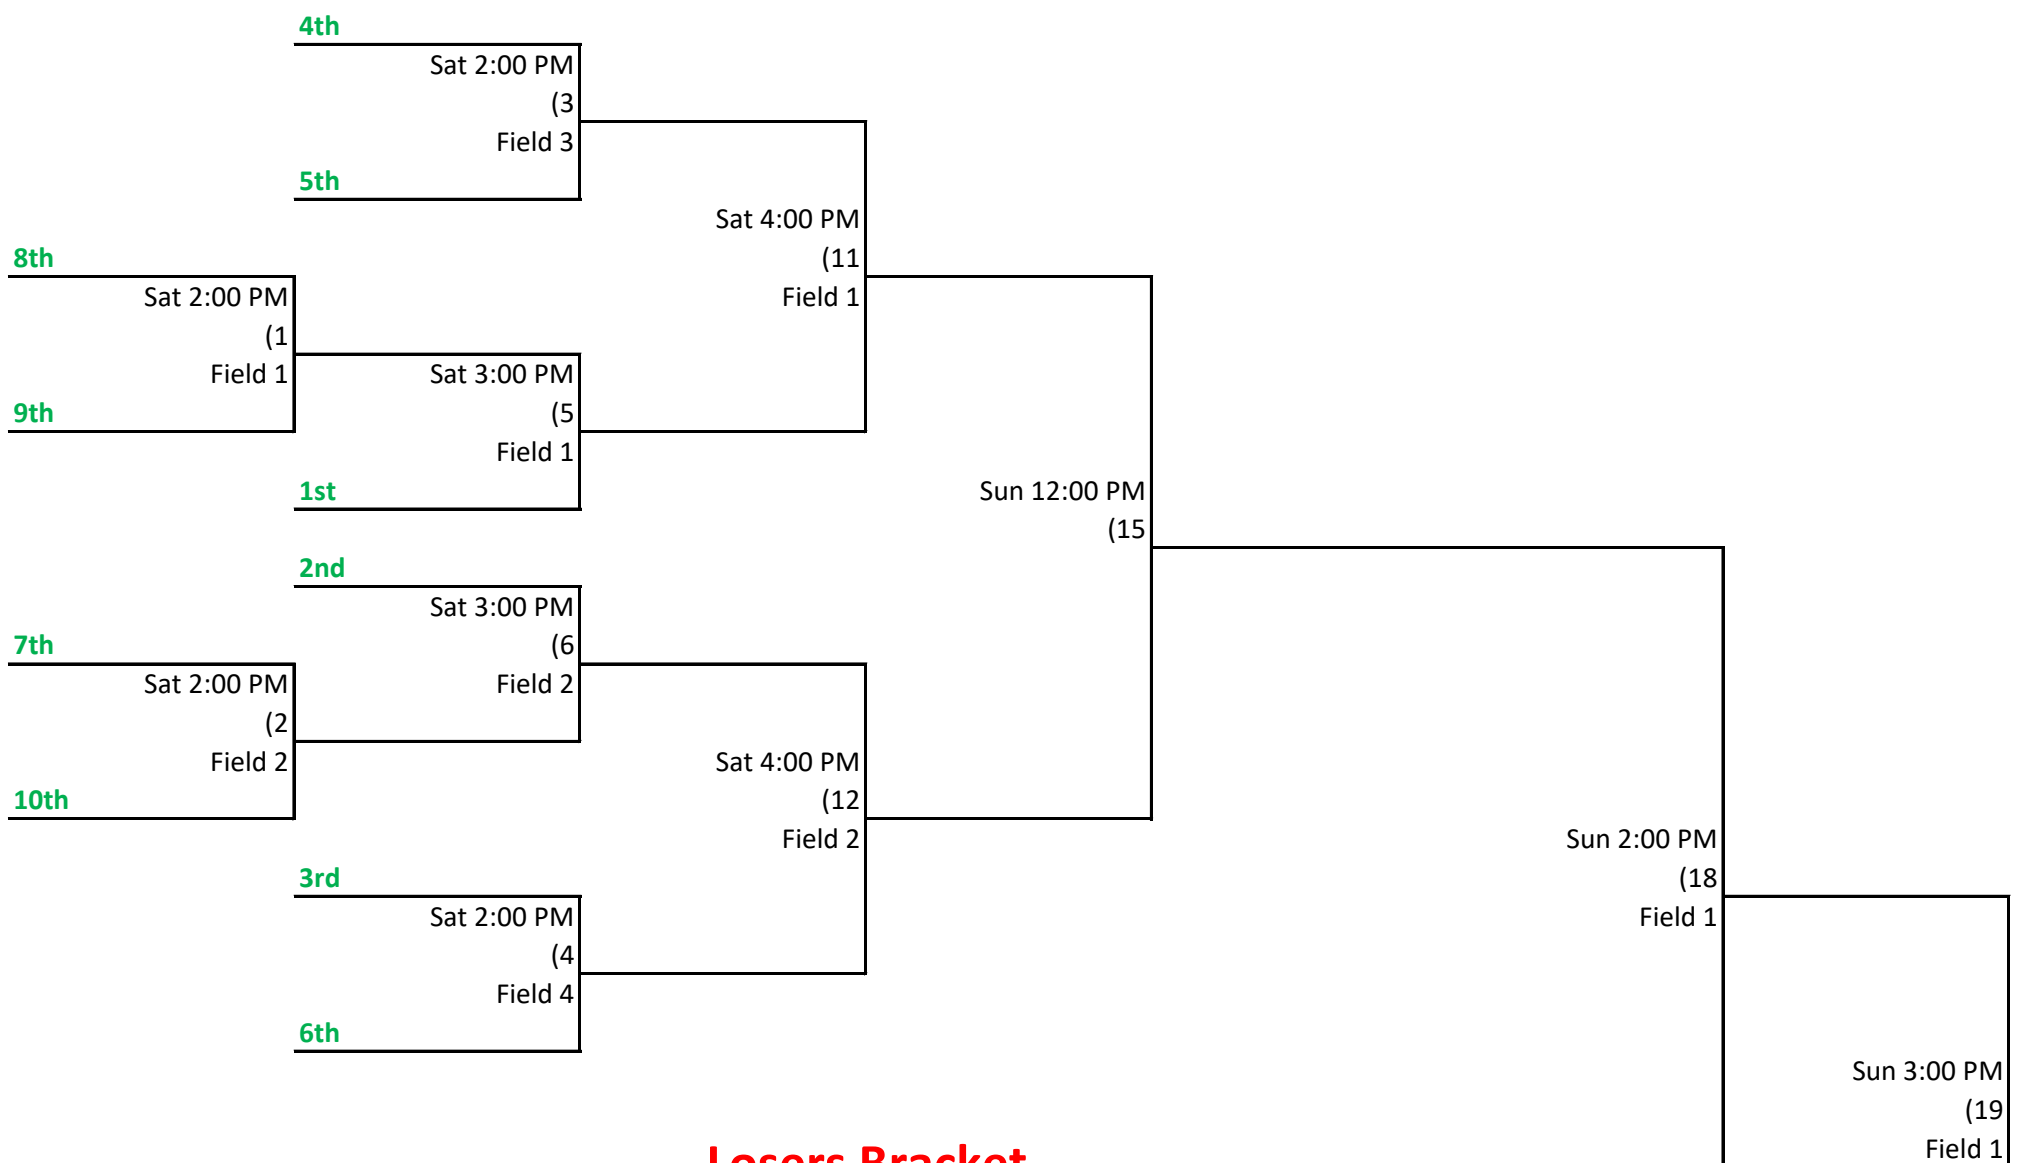 4th
Sat 2:00 PM
(3
Field 3
5th
Sat 4:00 PM
(11
Field 1
8th
Sat 2:00 PM
(1
Field 1
9th
Sat 3:00 PM
(5
Field 1
1st
Sun 12:00 PM
(15
2nd
Sat 3:00 PM
(6
Field 2
7th
Sat 2:00 PM
(2
Field 2
10th
Sat 4:00 PM
(12
Field 2
3rd
Sat 2:00 PM
(4
Field 4
6th
Sun 2:00 PM
(18
Field 1
Sun 3:00 PM
(19
Field 1
Losers Bracket